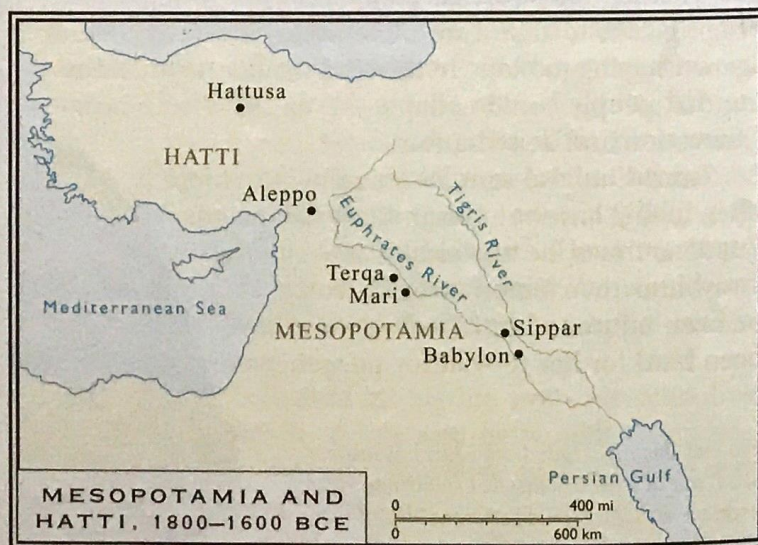 Hattusa
HATTI
Aleppo
Tigris River
Euphrates River
Terqa
Mari
Mediterranean Sea
MESOPOTAMIA
Sippar
Babylon
Persian Gulf
MESOPOTAMIA AND
HATTI, 1800–1600 BCE
0 400 mi
0 600 km